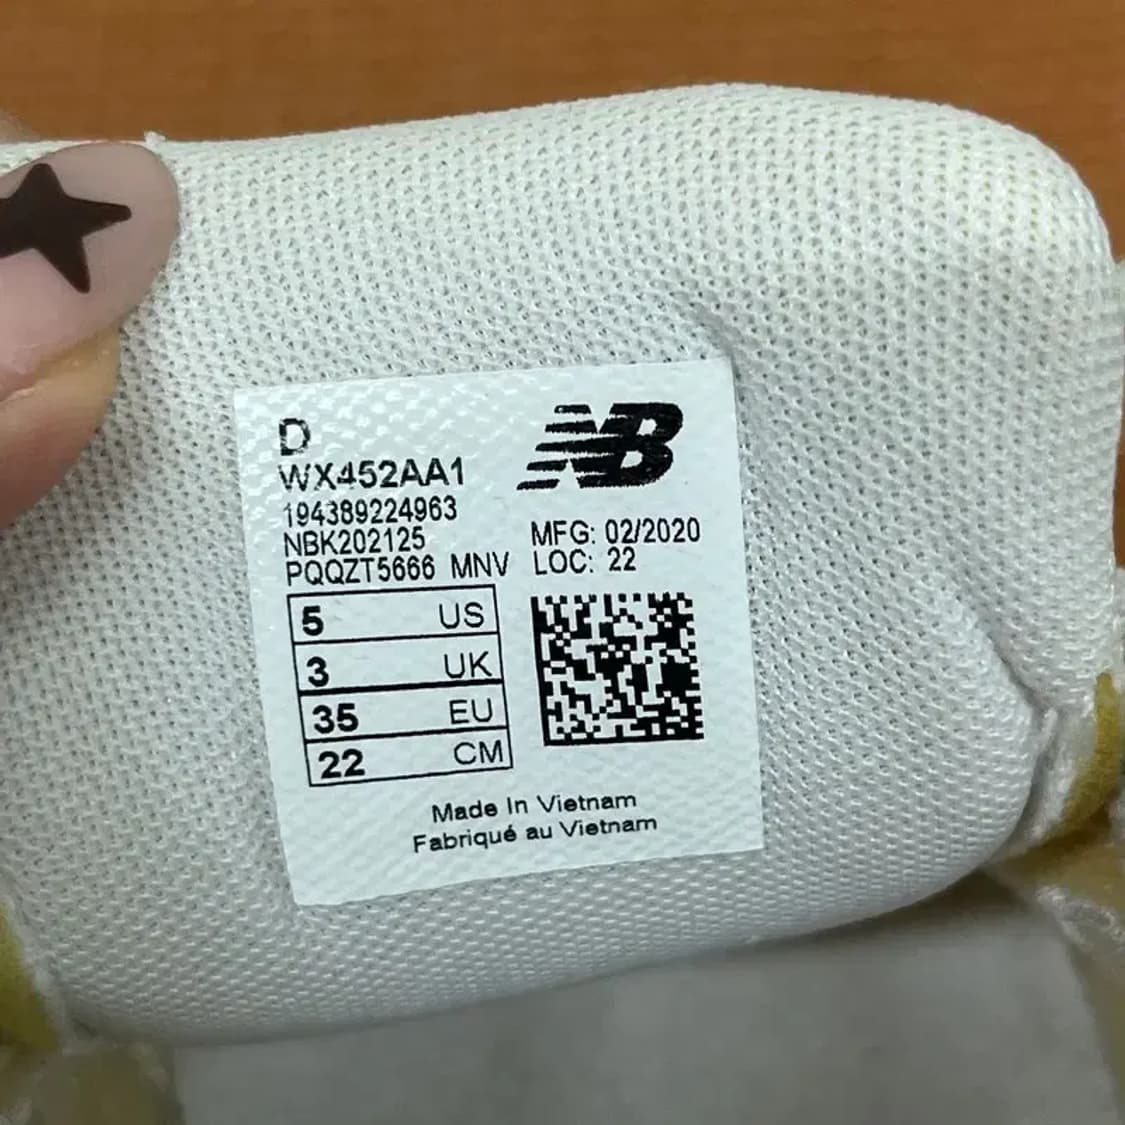 D
WX452AA1
194389224963
NBK202125
PQQZT5666 MNV
NB
MFG: 02/2020
LOC: 22
5 US
3 UK
35 EU
22 CM
Made In Vietnam
Fabriqué au Vietnam